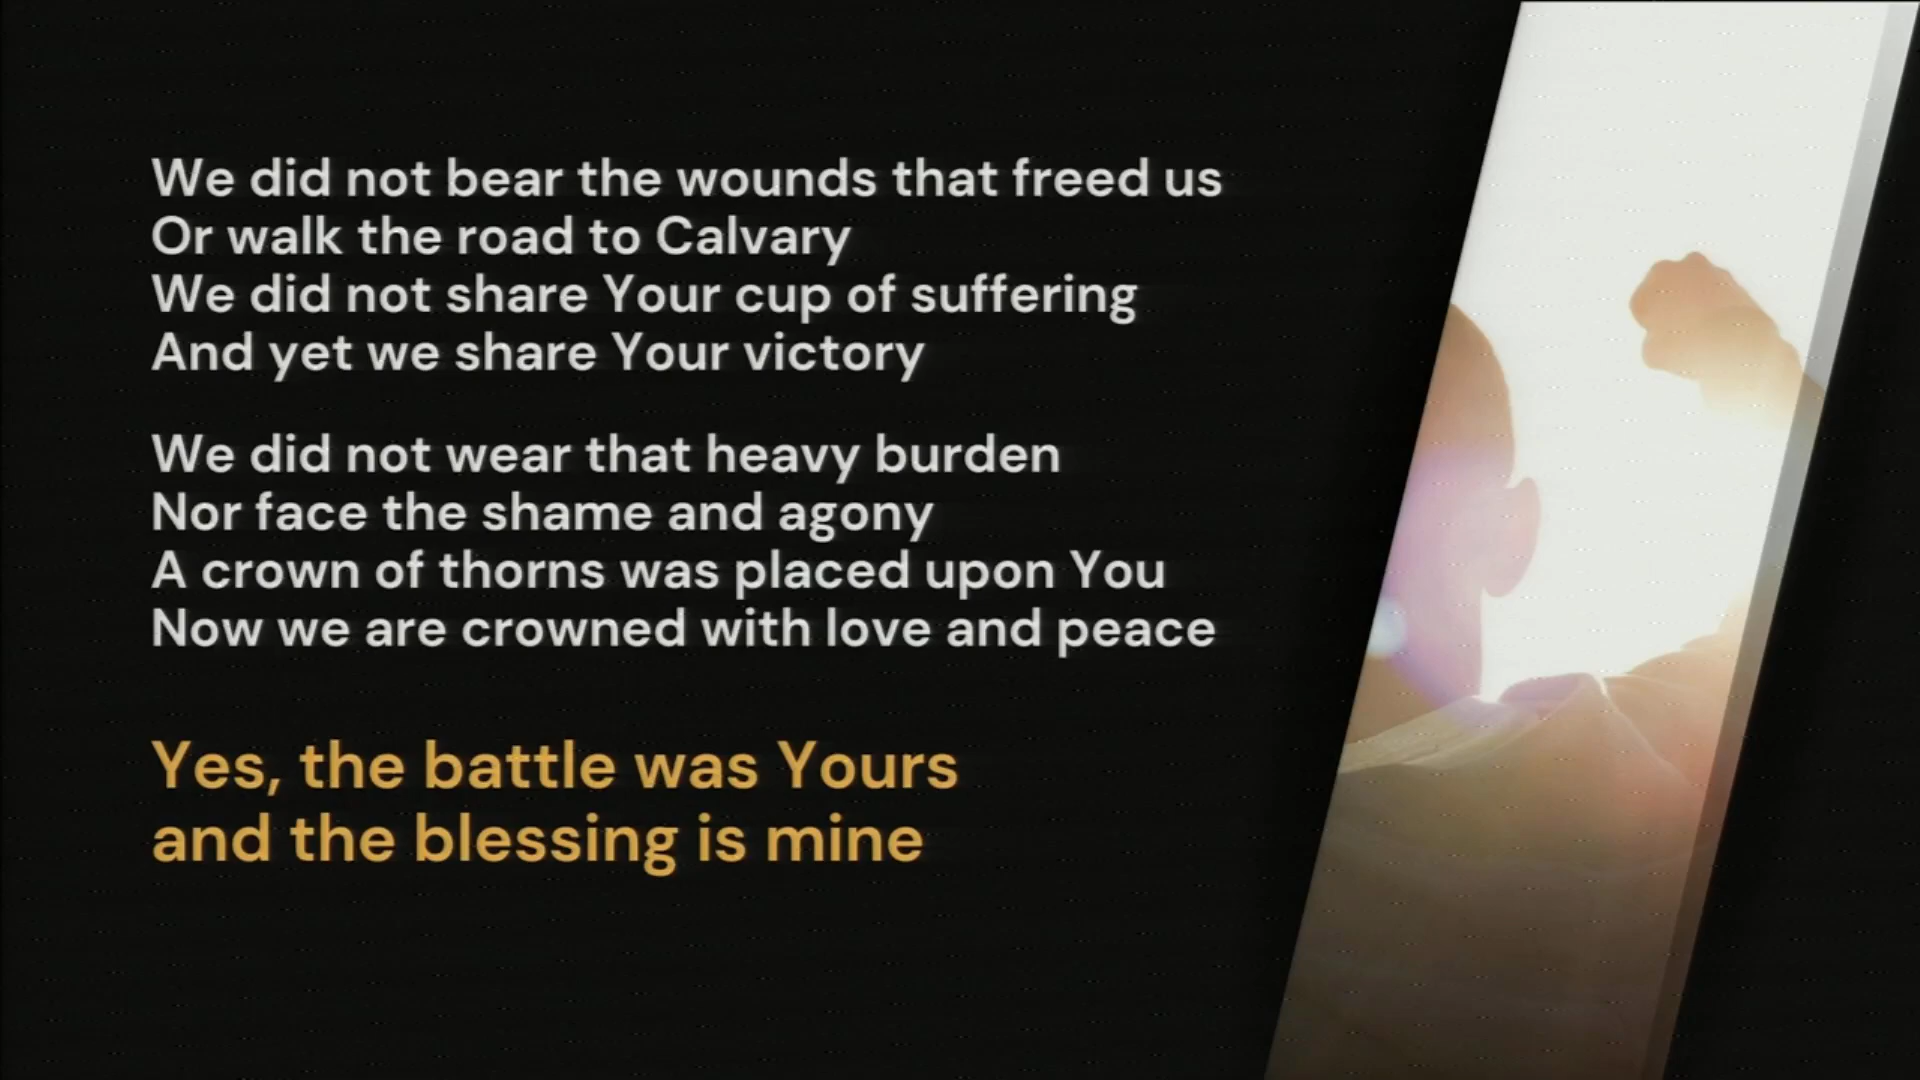 We did not bear the wounds that freed us
Or walk the road to Calvary
We did not share Your cup of suffering
And yet we share Your victory
We did not wear that heavy burden
Nor face the shame and agony
A crown of thorns was placed upon You
Now we are crowned with love and peace
Yes, the battle was Yours
and the blessing is mine